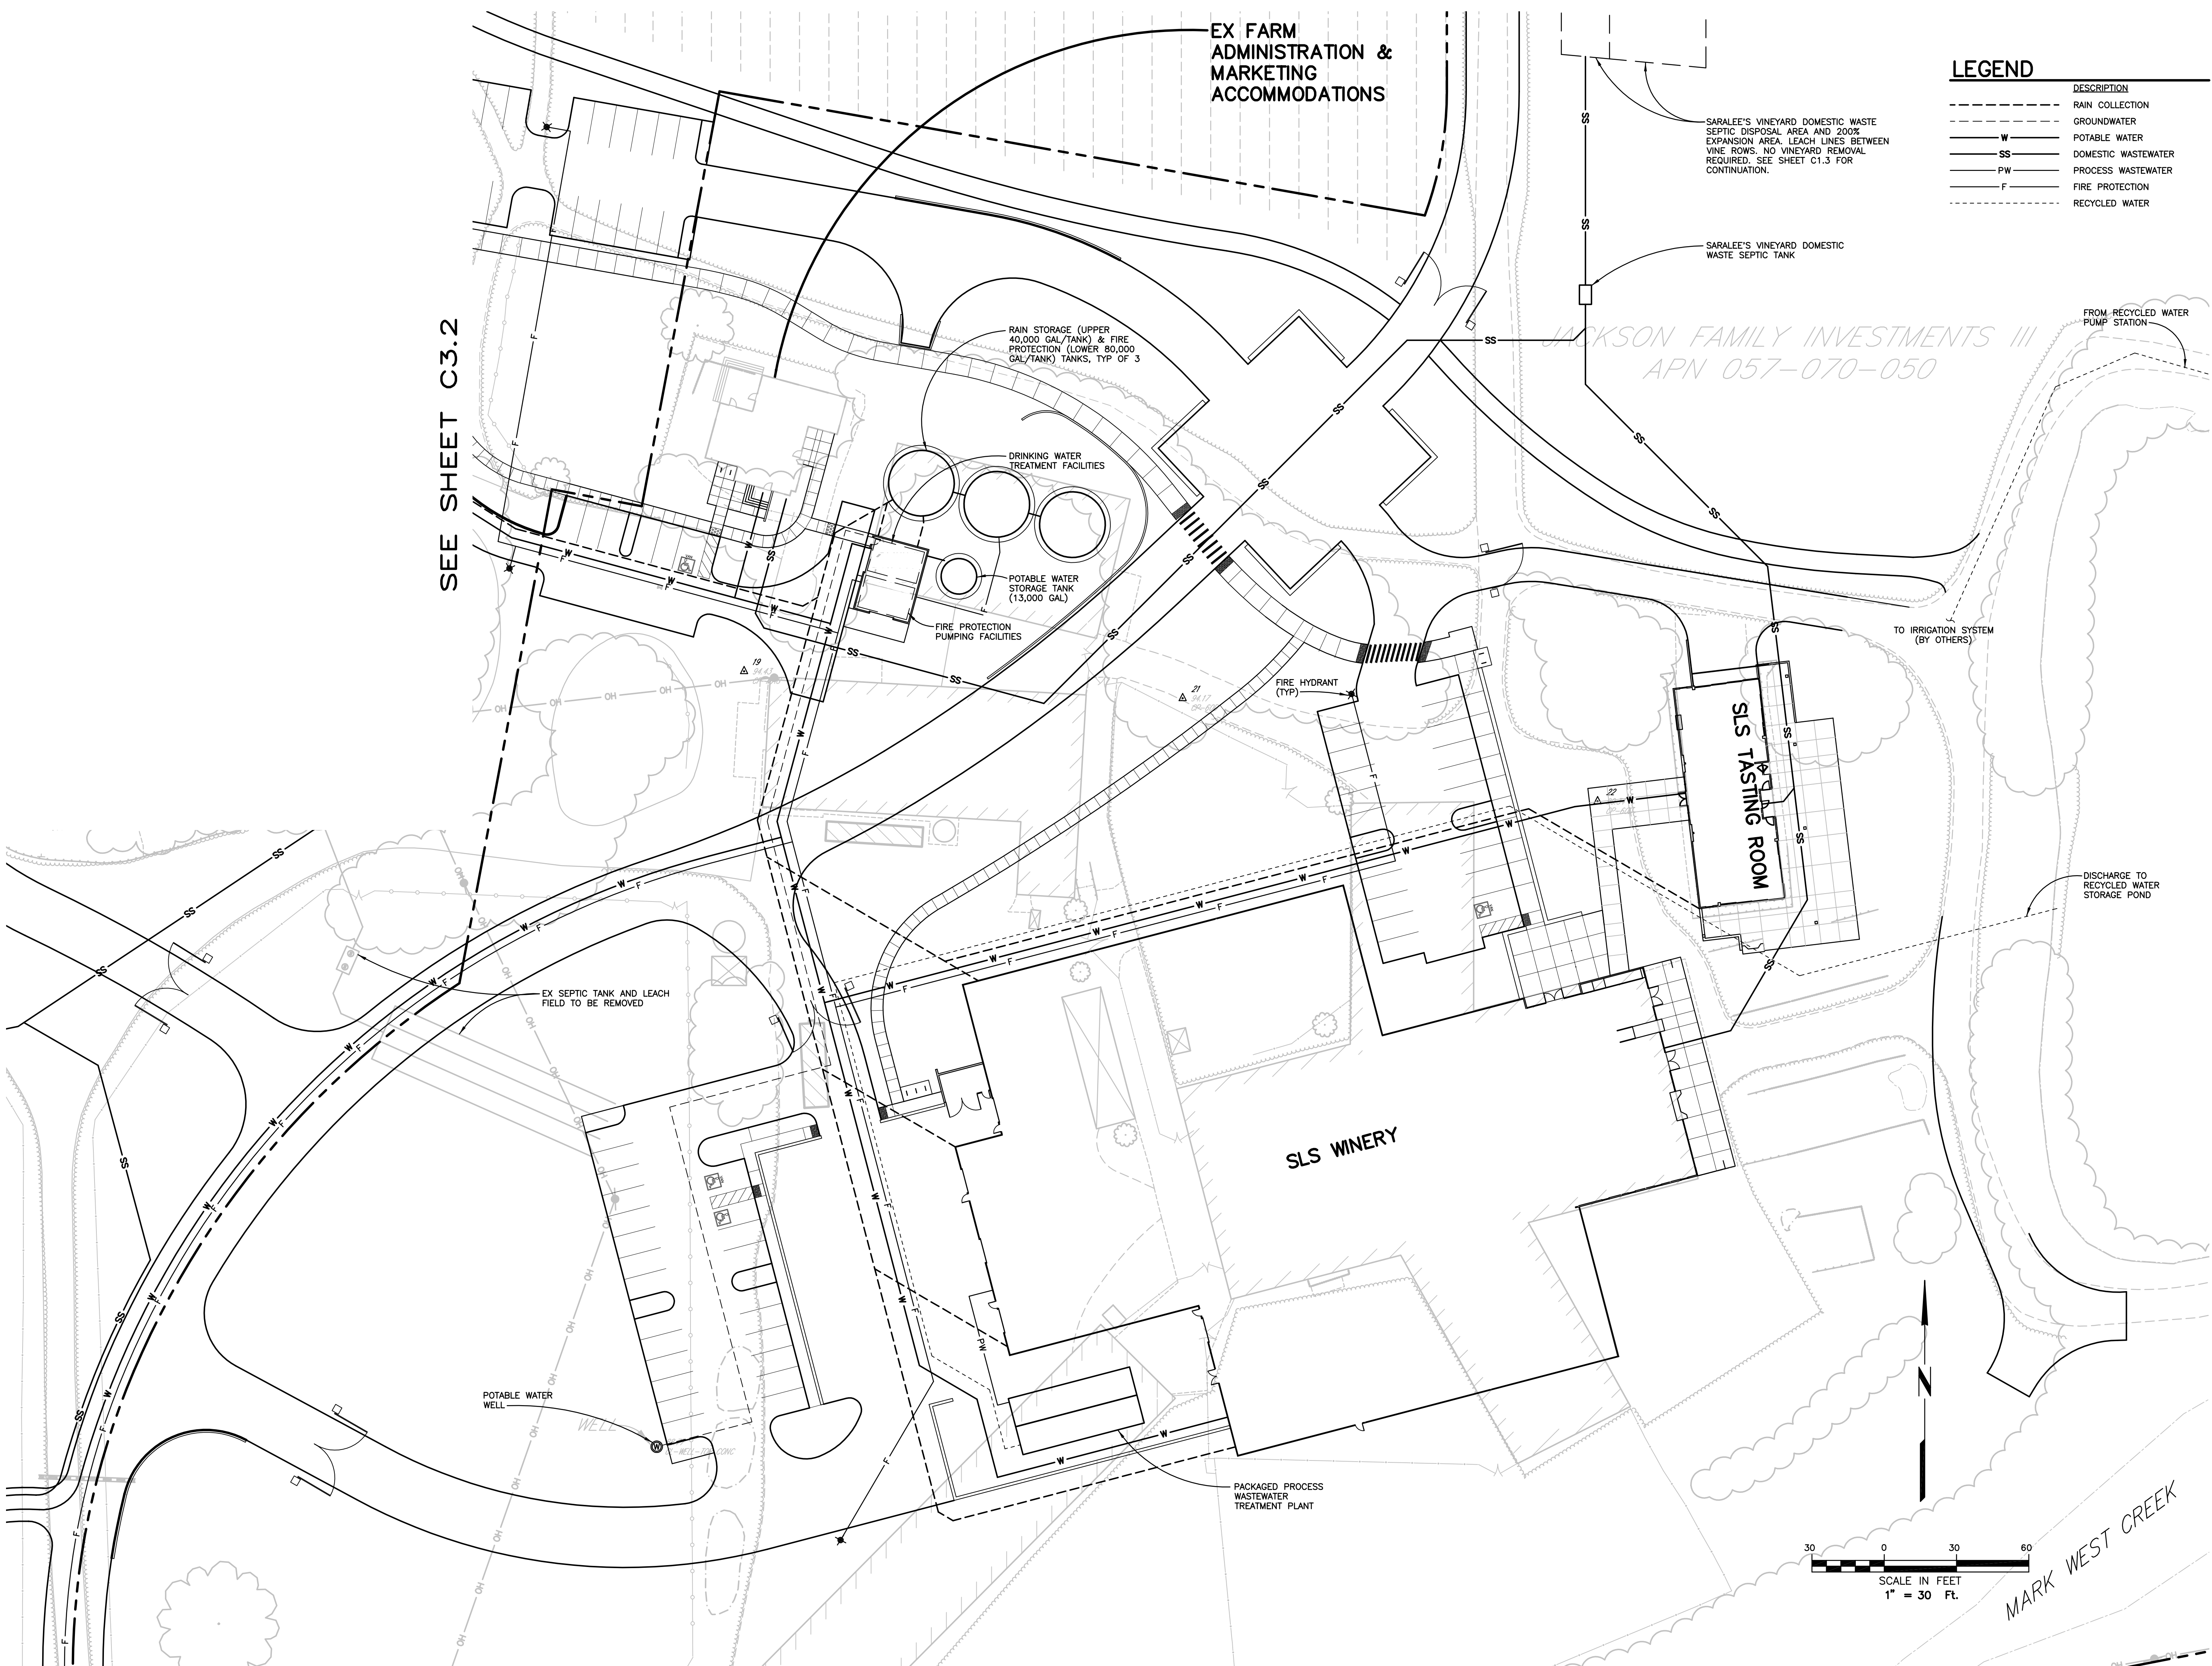 EX FARM
ADMINISTRATION &
MARKETING
ACCOMMODATIONS
LEGEND
DESCRIPTION
RAIN COLLECTION
GROUNDWATER
W POTABLE WATER
SS DOMESTIC WASTEWATER
PW PROCESS WASTEWATER
F FIRE PROTECTION
RECYCLED WATER
SARALEE'S VINEYARD DOMESTIC WASTE
SEPTIC DISPOSAL AREA AND 200%
EXPANSION AREA. LEACH LINES BETWEEN
VINE ROWS. NO VINEYARD REMOVAL
REQUIRED. SEE SHEET C1.3 FOR
CONTINUATION.
SARALEE'S VINEYARD DOMESTIC
WASTE SEPTIC TANK
JACKSON FAMILY INVESTMENTS III
APN 057-070-050
FROM RECYCLED WATER
PUMP STATION
SEE SHEET C3.2
RAIN STORAGE (UPPER
40,000 GAL/TANK) & FIRE
PROTECTION (LOWER 80,000
GAL/TANK) TANKS, TYP OF 3
DRINKING WATER
TREATMENT FACILITIES
POTABLE WATER
STORAGE TANK
(13,000 GAL)
FIRE PROTECTION
PUMPING FACILITIES
TO IRRIGATION SYSTEM
(BY OTHERS)
19
21
22
FIRE HYDRANT
(TYP)
SLS TASTING ROOM
DISCHARGE TO
RECYCLED WATER
STORAGE POND
EX SEPTIC TANK AND LEACH
FIELD TO BE REMOVED
SLS WINERY
POTABLE WATER
WELL
WELL
W
PW
PACKAGED PROCESS
WASTEWATER
TREATMENT PLANT
N
30 0 30 60
SCALE IN FEET
1" = 30 Ft.
MARK WEST CREEK